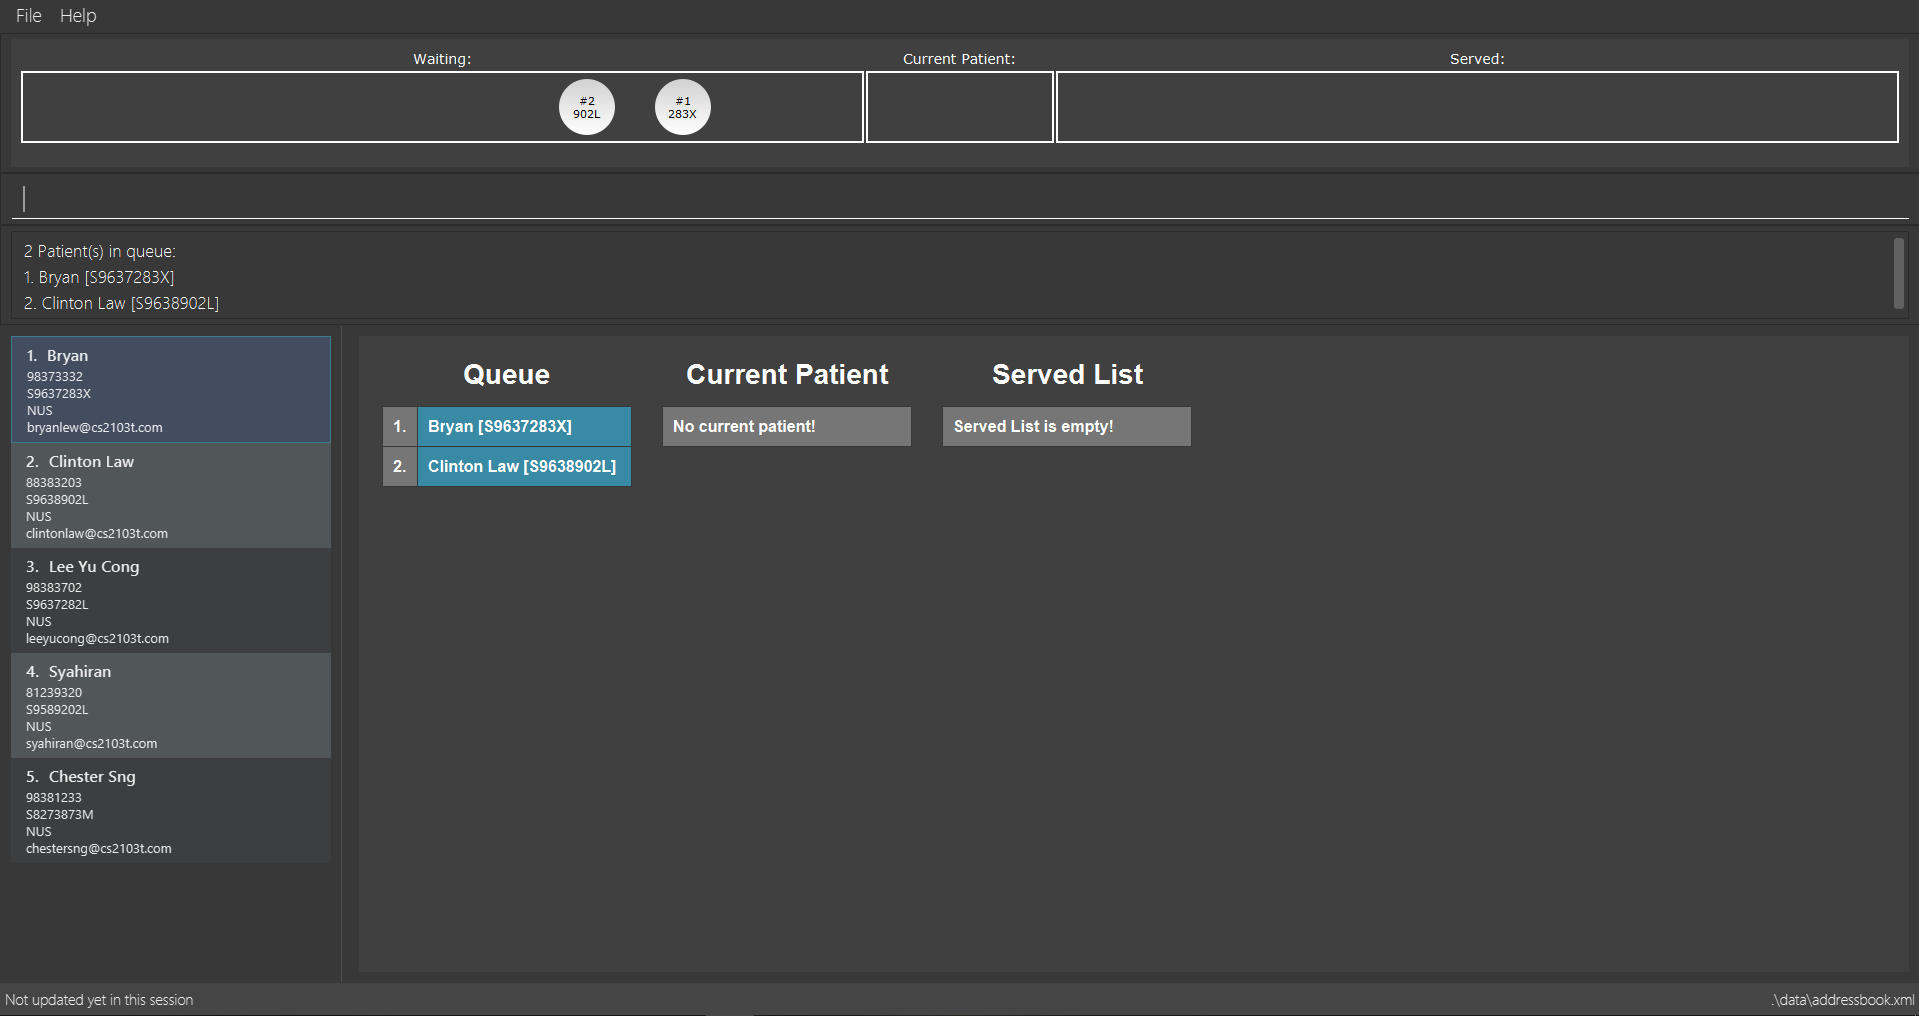 File Help
Waiting: Current Patient: Served:
#2 #1
902L 283X
2 Patient(s) in queue:
1. Bryan [S9637283X]
2. Clinton Law [S9638902L]
1. Bryan
98373332
S9637283X
NUS
bryanlew@cs2103t.com
2. Clinton Law
88383203
S9638902L
NUS
clintonlaw@cs2103t.com
3. Lee Yu Cong
98383702
S9637282L
NUS
leeyucong@cs2103t.com
4. Syahiran
81239320
S9589202L
NUS
syahiran@cs2103t.com
5. Chester Sng
98381233
S8273873M
NUS
chestersng@cs2103t.com
Queue Current Patient Served List
1. Bryan [S9637283X] No current patient! Served List is empty!
2. Clinton Law [S9638902L]
Not updated yet in this session .\data\addressbook.xml